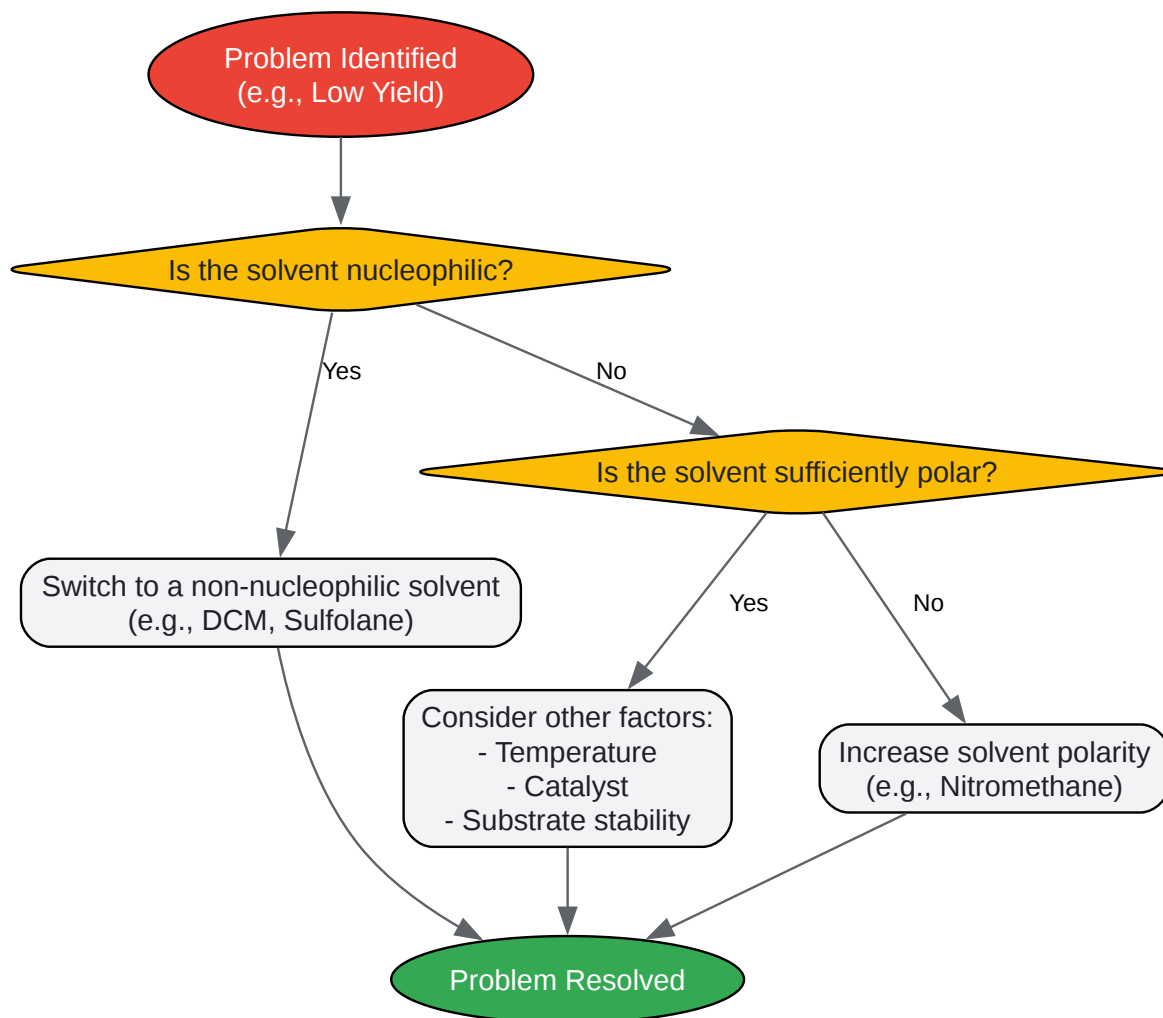 Problem Identified
(e.g., Low Yield)
Is the solvent nucleophilic?
Yes
No
Is the solvent sufficiently polar?
Switch to a non-nucleophilic solvent
(e.g., DCM, Sulfolane)
Yes
No
Consider other factors:
- Temperature
- Catalyst
- Substrate stability
Increase solvent polarity
(e.g., Nitromethane)
Problem Resolved